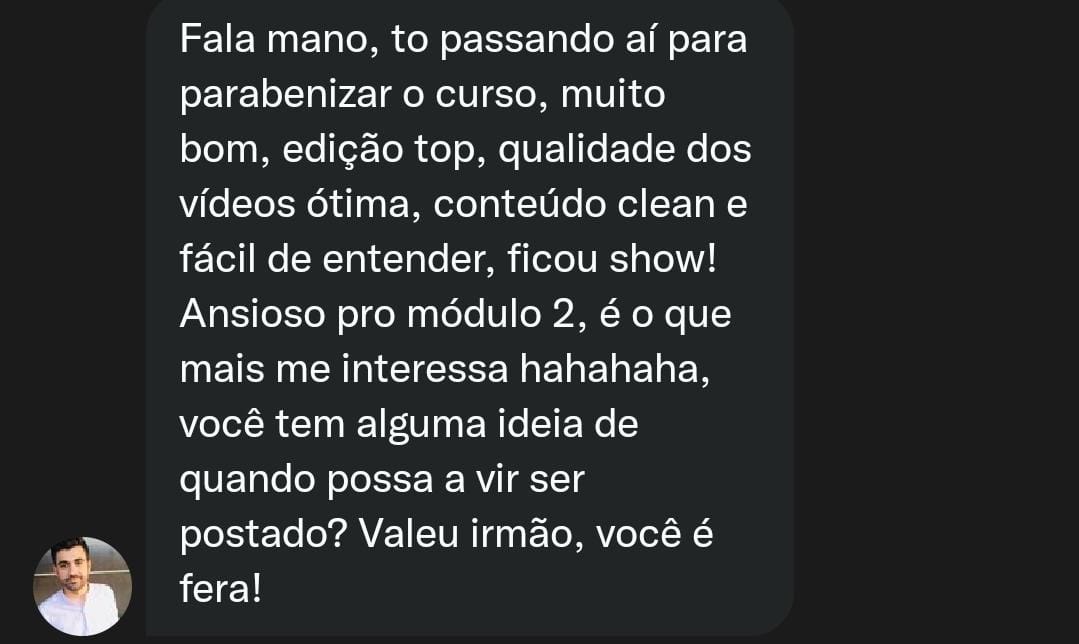 Fala mano, to passando aí para
parabenizar o curso, muito
bom, edição top, qualidade dos
vídeos ótima, conteúdo clean e
fácil de entender, ficou show!
Ansioso pro módulo 2, é o que
mais me interessa hahahaha,
você tem alguma ideia de
quando possa a vir ser
postado? Valeu irmão, você é
fera!